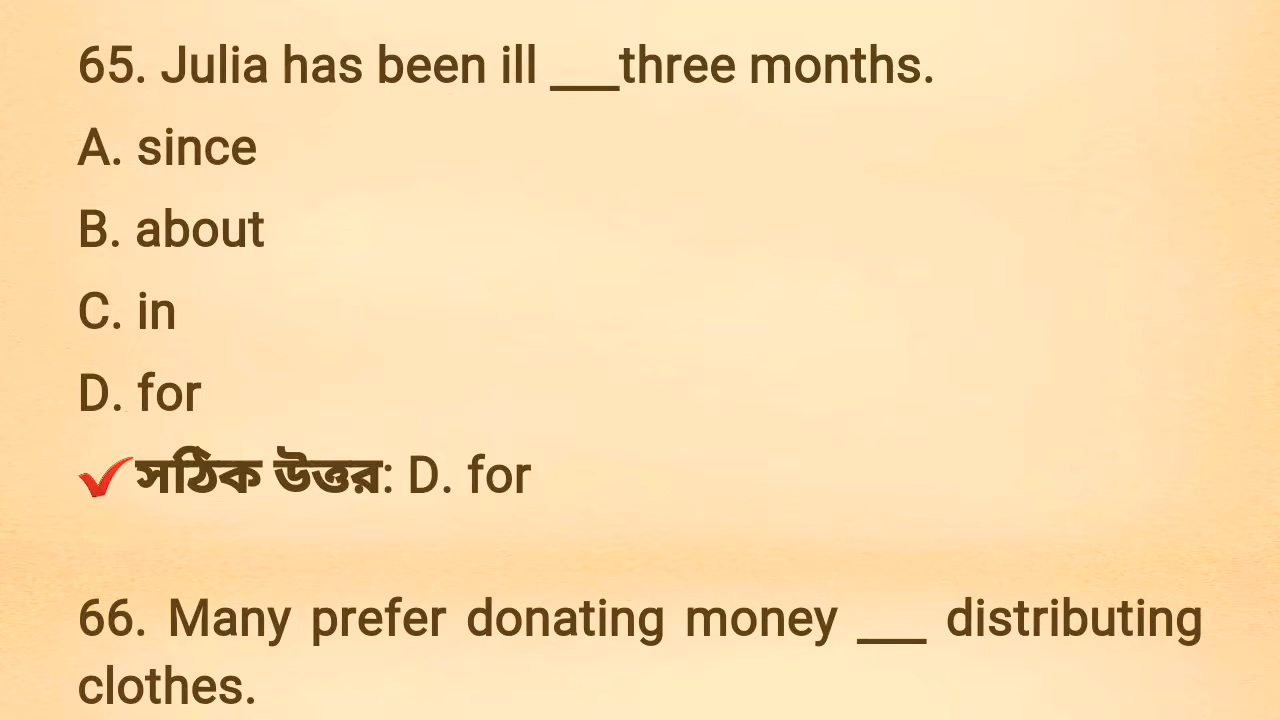 65. Julia has been ill ___three months.
A. since
B. about
C. in
D. for
✔সঠিক উত্তর: D. for
66. Many prefer donating money ___ distributing
clothes.